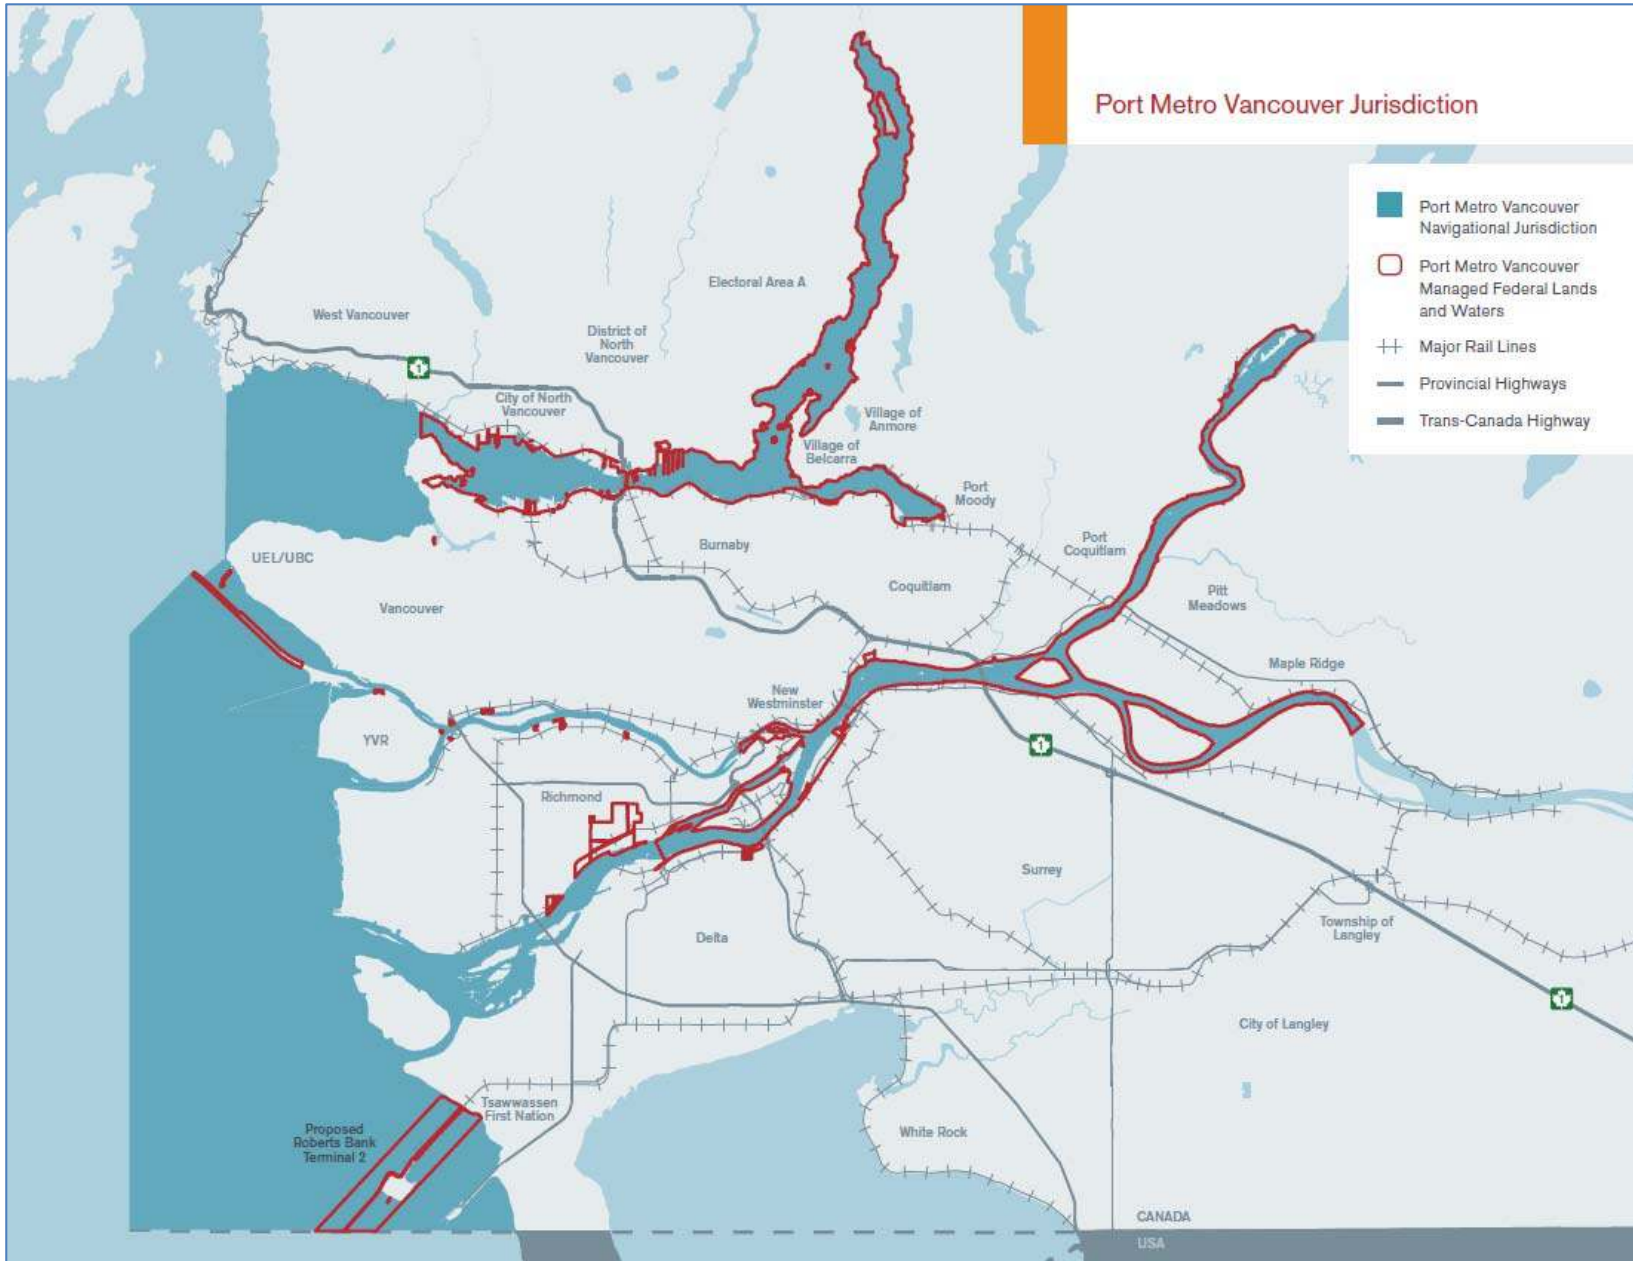 Port Metro Vancouver Jurisdiction
Port Metro Vancouver
Navigational Jurisdiction
Port Metro Vancouver
Managed Federal Lands
and Waters
Major Rail Lines
Provincial Highways
Trans-Canada Highway
Electoral Area A
West Vancouver
District of
North
Vancouver
1
City of North
Vancouver
Village of
Anmore
Village of
Belcarra
Port
Moody
Burnaby
Port
Coquitlam
UEL/UBC
Coquitlam
Vancouver
Pitt
Meadows
Maple Ridge
New
Westminster
YVR
1
Richmond
Surrey
Township of
Langley
Delta
1
City of Langley
Tsawwassen
First Nation
Proposed
Roberts Bank
Terminal 2
White Rock
CANADA
USA